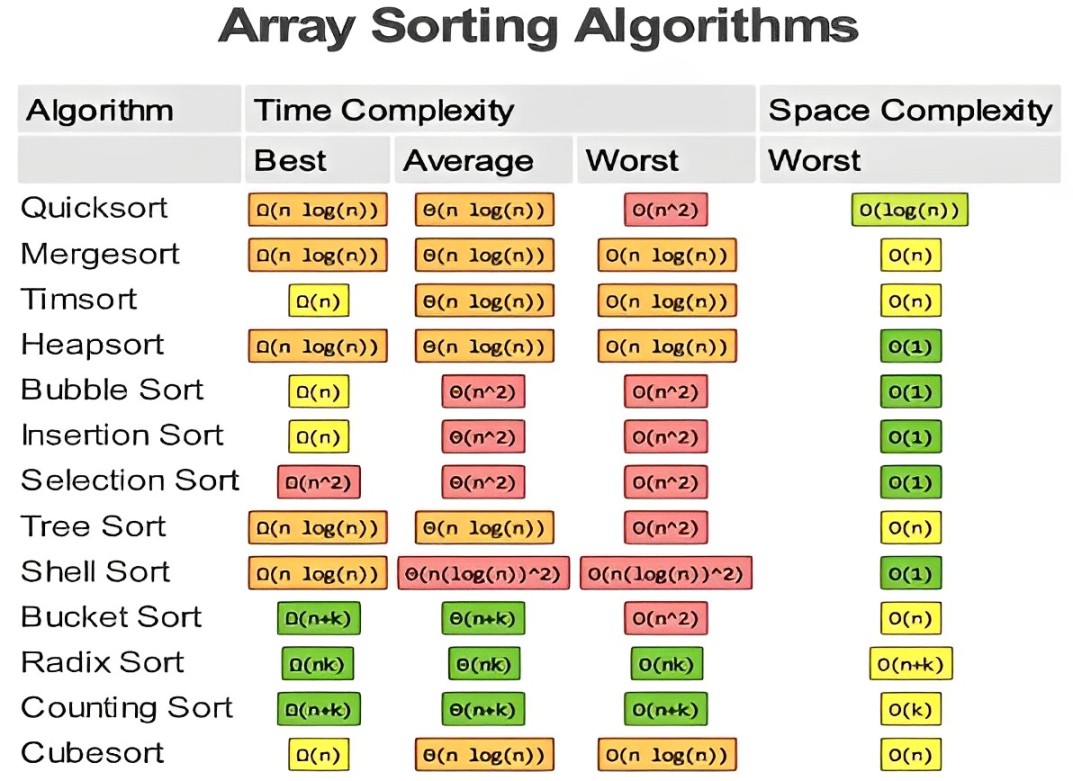 Array Sorting Algorithms
Algorithm Time Complexity Space Complexity
Best Average Worst Worst
Quicksort Ω(n log(n)) Θ(n log(n)) O(n^2) O(log(n))
Mergesort Ω(n log(n)) Θ(n log(n)) O(n log(n)) O(n)
Timsort Ω(n) Θ(n log(n)) O(n log(n)) O(n)
Heapsort Ω(n log(n)) Θ(n log(n)) O(n log(n)) O(1)
Bubble Sort Ω(n) Θ(n^2) O(n^2) O(1)
Insertion Sort Ω(n) Θ(n^2) O(n^2) O(1)
Selection Sort Ω(n^2) Θ(n^2) O(n^2) O(1)
Tree Sort Ω(n log(n)) Θ(n log(n)) O(n^2) O(n)
Shell Sort Ω(n log(n)) Θ(n(log(n))^2) O(n(log(n))^2) O(1)
Bucket Sort Ω(n+k) Θ(n+k) O(n^2) O(n)
Radix Sort Ω(nk) Θ(nk) O(nk) O(n+k)
Counting Sort Ω(n+k) Θ(n+k) O(n+k) O(k)
Cubesort Ω(n) Θ(n log(n)) O(n log(n)) O(n)